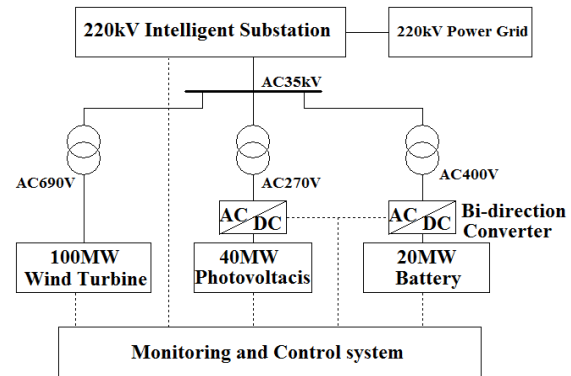 220kV Intelligent Substation
220kV Power Grid
AC35kV
AC690V
AC270V
AC400V
AC
DC
AC
DC
Bi-direction
Converter
100MW
Wind Turbine
40MW
Photovoltacis
20MW
Battery
Monitoring and Control system